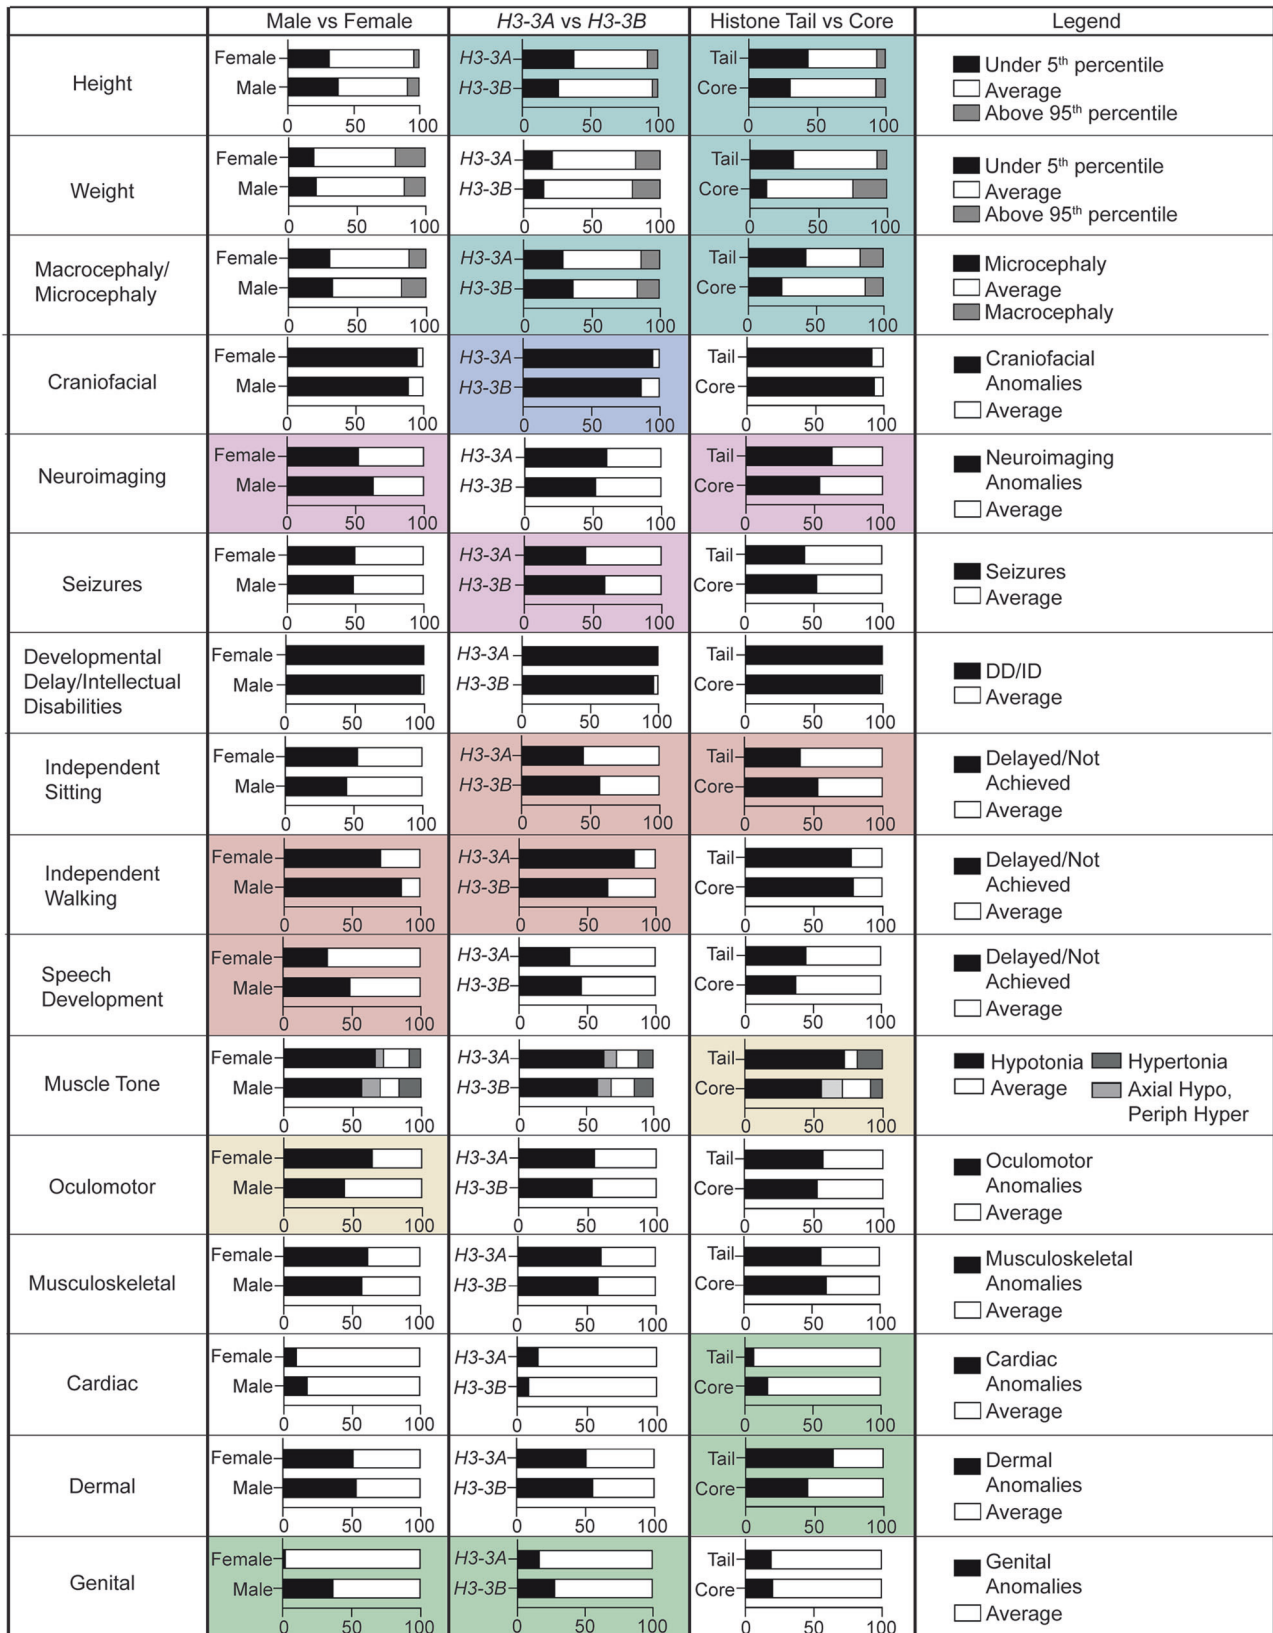 Male vs Female H3-3A vs H3-3B Histone Tail vs Core Legend
Height
Female
Male
0 50 100
H3-3A
H3-3B
0 50 100
Tail
Core
0 50 100
Under 5th percentile
Average
Above 95th percentile
Weight
Female
Male
0 50 100
H3-3A
H3-3B
0 50 100
Tail
Core
0 50 100
Under 5th percentile
Average
Above 95th percentile
Macrocephaly/
Microcephaly
Female
Male
0 50 100
H3-3A
H3-3B
0 50 100
Tail
Core
0 50 100
Microcephaly
Average
Macrocephaly
Craniofacial
Female
Male
0 50 100
H3-3A
H3-3B
0 50 100
Tail
Core
0 50 100
Craniofacial
Anomalies
Average
Neuroimaging
Female
Male
0 50 100
H3-3A
H3-3B
0 50 100
Tail
Core
0 50 100
Neuroimaging
Anomalies
Average
Seizures
Female
Male
0 50 100
H3-3A
H3-3B
0 50 100
Tail
Core
0 50 100
Seizures
Average
Developmental
Delay/Intellectual
Disabilities
Female
Male
0 50 100
H3-3A
H3-3B
0 50 100
Tail
Core
0 50 100
DD/ID
Average
Independent
Sitting
Female
Male
0 50 100
H3-3A
H3-3B
0 50 100
Tail
Core
0 50 100
Delayed/Not
Achieved
Average
Independent
Walking
Female
Male
0 50 100
H3-3A
H3-3B
0 50 100
Tail
Core
0 50 100
Delayed/Not
Achieved
Average
Speech
Development
Female
Male
0 50 100
H3-3A
H3-3B
0 50 100
Tail
Core
0 50 100
Delayed/Not
Achieved
Average
Muscle Tone
Female
Male
0 50 100
H3-3A
H3-3B
0 50 100
Tail
Core
0 50 100
Hypotonia Hypertonia
Average Axial Hypo,
Periph Hyper
Oculomotor
Female
Male
0 50 100
H3-3A
H3-3B
0 50 100
Tail
Core
0 50 100
Oculomotor
Anomalies
Average
Musculoskeletal
Female
Male
0 50 100
H3-3A
H3-3B
0 50 100
Tail
Core
0 50 100
Musculoskeletal
Anomalies
Average
Cardiac
Female
Male
0 50 100
H3-3A
H3-3B
0 50 100
Tail
Core
0 50 100
Cardiac
Anomalies
Average
Dermal
Female
Male
0 50 100
H3-3A
H3-3B
0 50 100
Tail
Core
0 50 100
Dermal
Anomalies
Average
Genital
Female
Male
0 50 100
H3-3A
H3-3B
0 50 100
Tail
Core
0 50 100
Genital
Anomalies
Average